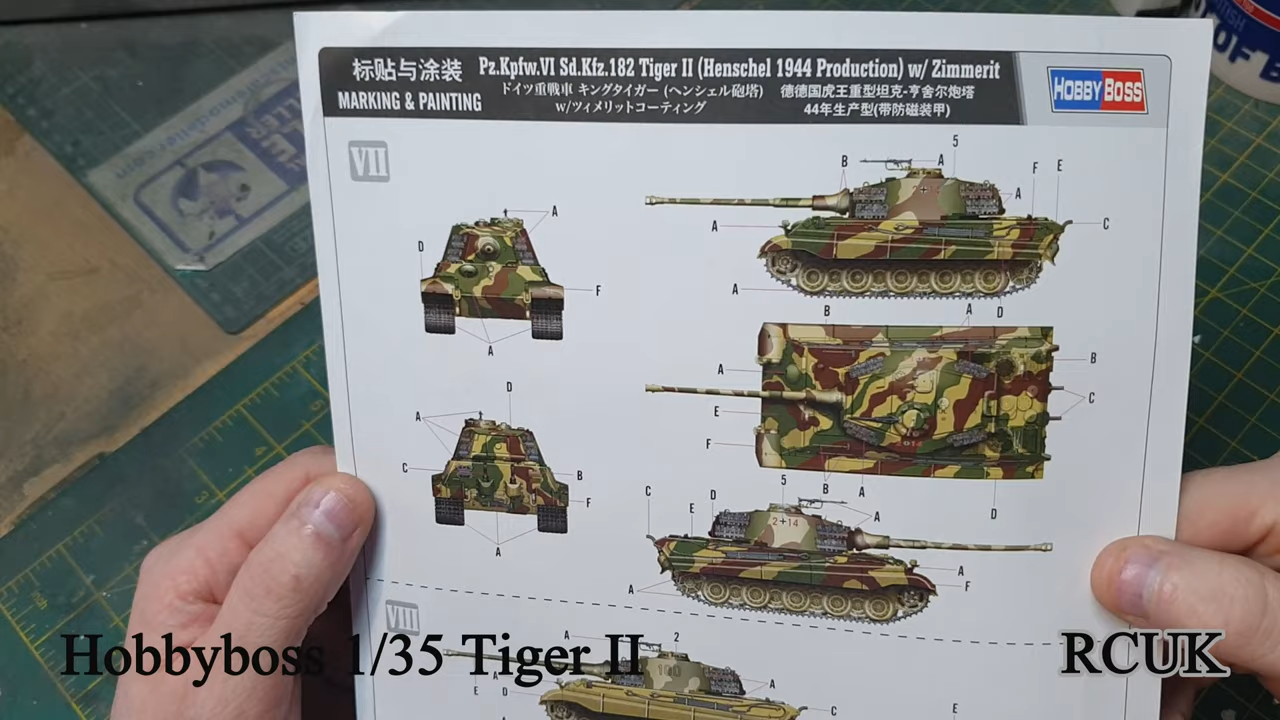 标贴与涂装
MARKING & PAINTING
Pz.Kpfw.VI Sd.Kfz.182 Tiger II (Henschel 1944 Production) w/ Zimmerit
ドイツ重戦車 キングタイガー (ヘンシェル砲塔)
w/ツィメリットコーティング
德德国虎王重型坦克-亨舍尔炮塔
44年生产型(带防磁装甲)
HOBBY BOSS
VII
B
A
5
F
E
A
A
C
A
A
D
F
A
B
A
D
A
B
E
C
F
B
A
D
D
A
C
B
F
A
5
C
E
D
2+14
A
A
F
A
VIII
A
2
100
E
D
A
C
E
Hobbyboss 1/35 Tiger II
RCUK